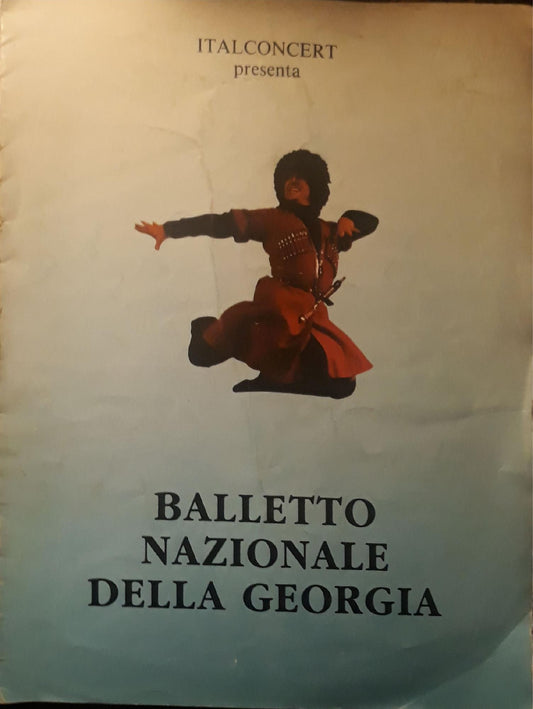 ITALCONCERT
presenta
BALLETTO
NAZIONALE
DELLA GEORGIA